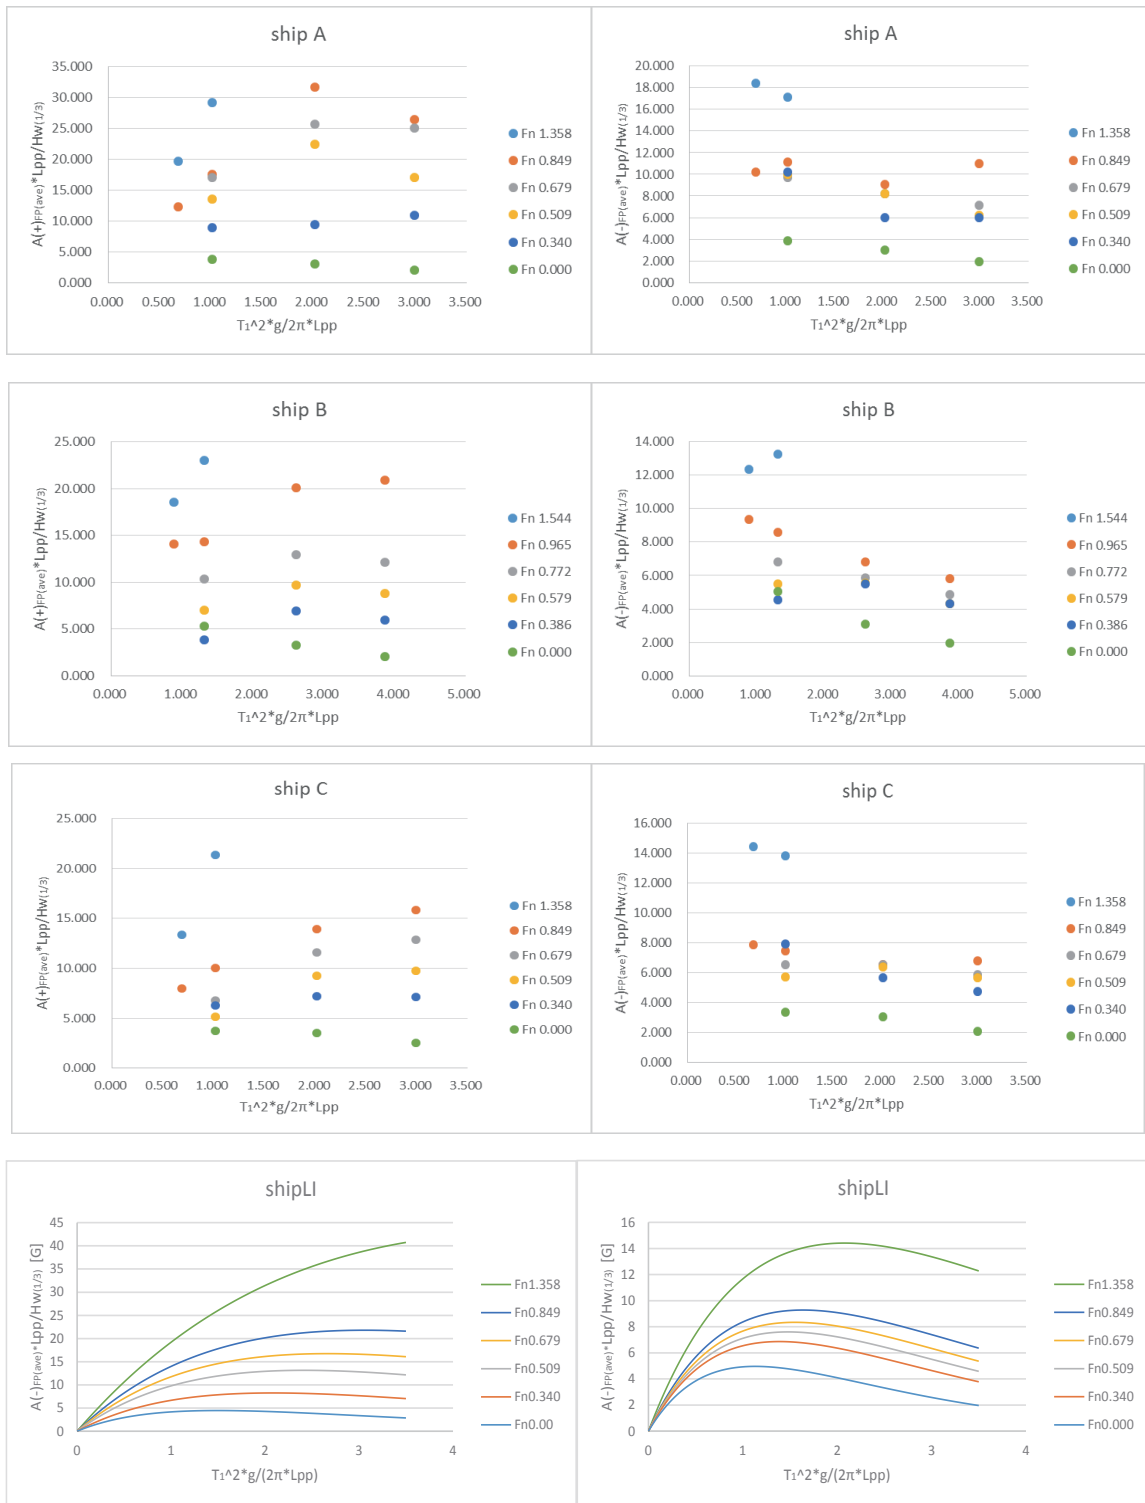 ship A
A(+)FP(ave)*Lpp/Hw(1/3)
35.000
30.000
25.000
20.000
15.000
10.000
5.000
0.000
0.000 0.500 1.000 1.500 2.000 2.500 3.000 3.500
T1^2*g/2π*Lpp
Fn 1.358
Fn 0.849
Fn 0.679
Fn 0.509
Fn 0.340
Fn 0.000
ship A
A(-)FP(ave)*Lpp/Hw(1/3)
20.000
18.000
16.000
14.000
12.000
10.000
8.000
6.000
4.000
2.000
0.000
0.000 0.500 1.000 1.500 2.000 2.500 3.000 3.500
T1^2*g/2π*Lpp
Fn 1.358
Fn 0.849
Fn 0.679
Fn 0.509
Fn 0.340
Fn 0.000
ship B
A(+)FP(ave)*Lpp/Hw(1/3)
25.000
20.000
15.000
10.000
5.000
0.000
0.000 1.000 2.000 3.000 4.000 5.000
T1^2*g/2π*Lpp
Fn 1.544
Fn 0.965
Fn 0.772
Fn 0.579
Fn 0.386
Fn 0.000
ship B
A(-)FP(ave)*Lpp/Hw(1/3)
14.000
12.000
10.000
8.000
6.000
4.000
2.000
0.000
0.000 1.000 2.000 3.000 4.000 5.000
T1^2*g/2π*Lpp
Fn 1.544
Fn 0.965
Fn 0.772
Fn 0.579
Fn 0.386
Fn 0.000
ship C
A(+)FP(ave)*Lpp/Hw(1/3)
25.000
20.000
15.000
10.000
5.000
0.000
0.000 0.500 1.000 1.500 2.000 2.500 3.000 3.500
T1^2*g/2π*Lpp
Fn 1.358
Fn 0.849
Fn 0.679
Fn 0.509
Fn 0.340
Fn 0.000
ship C
A(-)FP(ave)*Lpp/Hw(1/3)
16.000
14.000
12.000
10.000
8.000
6.000
4.000
2.000
0.000
0.000 0.500 1.000 1.500 2.000 2.500 3.000 3.500
T1^2*g/2π*Lpp
Fn 1.358
Fn 0.849
Fn 0.679
Fn 0.509
Fn 0.340
Fn 0.000
shipLI
A(-)FP(ave)*Lpp/Hw(1/3) [G]
45
40
35
30
25
20
15
10
5
0
0 1 2 3 4
T1^2*g/(2π*Lpp)
Fn1.358
Fn0.849
Fn0.679
Fn0.509
Fn0.340
Fn0.00
shipLI
A(-)FP(ave)*Lpp/Hw(1/3) [G]
16
14
12
10
8
6
4
2
0
0 1 2 3 4
T1^2*g/(2π*Lpp)
Fn1.358
Fn0.849
Fn0.679
Fn0.509
Fn0.340
Fn0.000